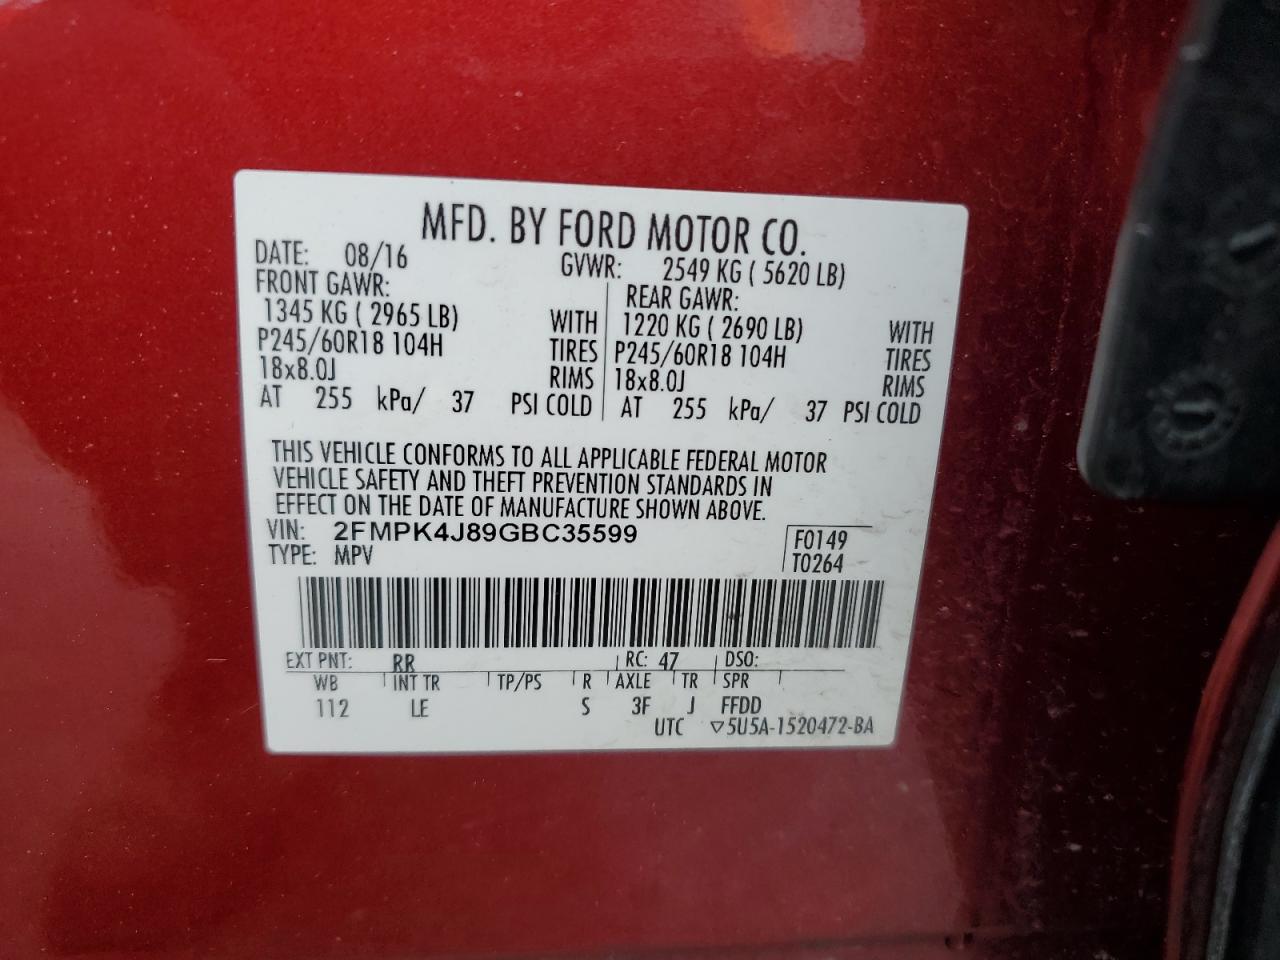 MFD. BY FORD MOTOR CO.
DATE: 08/16 GVWR: 2549 KG ( 5620 LB)
FRONT GAWR: REAR GAWR:
1345 KG ( 2965 LB) WITH 1220 KG ( 2690 LB) WITH
P245/60R18 104H TIRES P245/60R18 104H TIRES
18x8.0J RIMS 18x8.0J RIMS
AT 255 kPa/ 37 PSI COLD AT 255 kPa/ 37 PSI COLD
THIS VEHICLE CONFORMS TO ALL APPLICABLE FEDERAL MOTOR
VEHICLE SAFETY AND THEFT PREVENTION STANDARDS IN
EFFECT ON THE DATE OF MANUFACTURE SHOWN ABOVE.
VIN: 2FMPK4J89GBC35599 F0149
TYPE: MPV T0264
EXT PNT: RR RC: 47 DSO:
WB INT TR TP/PS R AXLE TR SPR
112 LE S 3F J FFDD
UTC ▽5U5A-1520472-BA